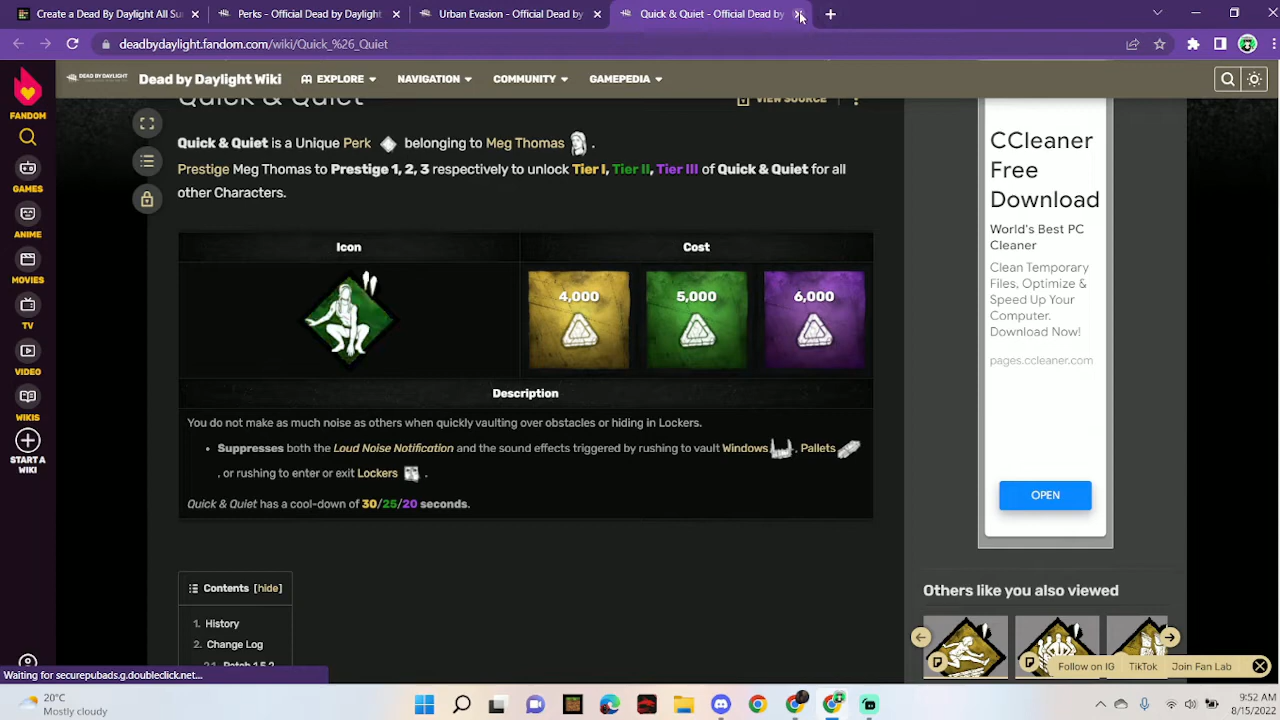 Create a Dead by Daylight All Su
Perks - Official Dead by Daylight
Urban Evasion - Official Dead by
Quick & Quiet - Official Dead by
deadbydaylight.fandom.com/wiki/Quick_%26_Quiet
FANDOM
GAMES
ANIME
MOVIES
TV
VIDEO
WIKIS
START A
WIKI
DEAD BY DAYLIGHT
Dead by Daylight Wiki
EXPLORE
NAVIGATION
COMMUNITY
GAMEPEDIA
Quick & Quiet
VIEW SOURCE
Quick & Quiet is a Unique Perk belonging to Meg Thomas .
Prestige Meg Thomas to Prestige 1, 2, 3 respectively to unlock Tier I, Tier II, Tier III of Quick & Quiet for all
other Characters.
Icon
Cost
4,000
5,000
6,000
Description
You do not make as much noise as others when quickly vaulting over obstacles or hiding in Lockers.
• Suppresses both the Loud Noise Notification and the sound effects triggered by rushing to vault Windows , Pallets
, or rushing to enter or exit Lockers .
Quick & Quiet has a cool-down of 30/25/20 seconds.
Contents [hide]
1. History
2. Change Log
2.1. Patch 1.5.2
CCleaner
Free
Download
World's Best PC
Cleaner
Clean Temporary
Files, Optimize &
Speed Up Your
Computer.
Download Now!
pages.ccleaner.com
OPEN
Others like you also viewed
Follow on IG
TikTok
Join Fan Lab
Waiting for securepubads.g.doubleclick.net...
20°C
Mostly cloudy
9:52 AM
8/15/2022